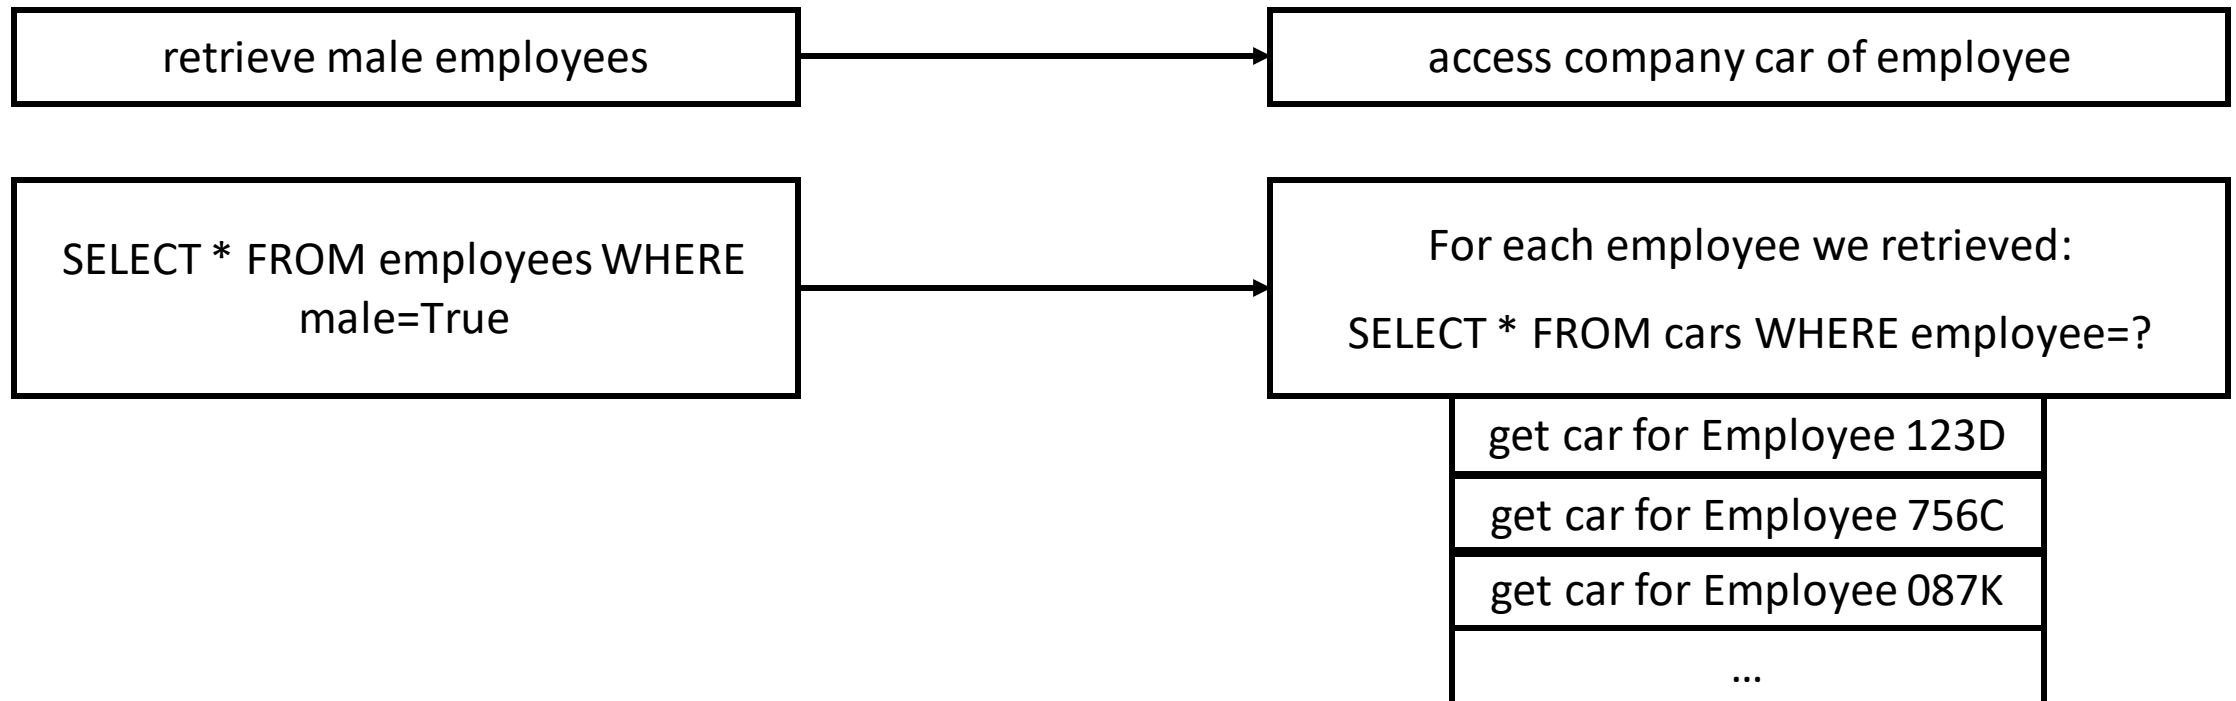 retrieve male employees
access company car of employee
SELECT * FROM employees WHERE
male=True
For each employee we retrieved:
SELECT * FROM cars WHERE employee=?
get car for Employee 123D
get car for Employee 756C
get car for Employee 087K
...